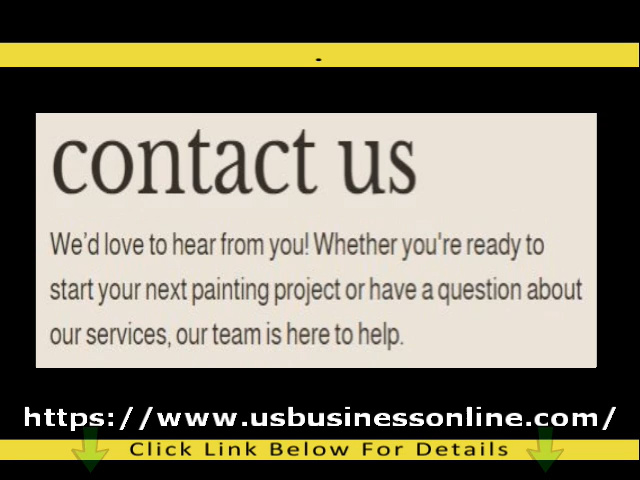 -
contact us
We'd love to hear from you! Whether you're ready to
start your next painting project or have a question about
our services, our team is here to help.
https://www.usbusinessonline.com/
Click Link Below For Details